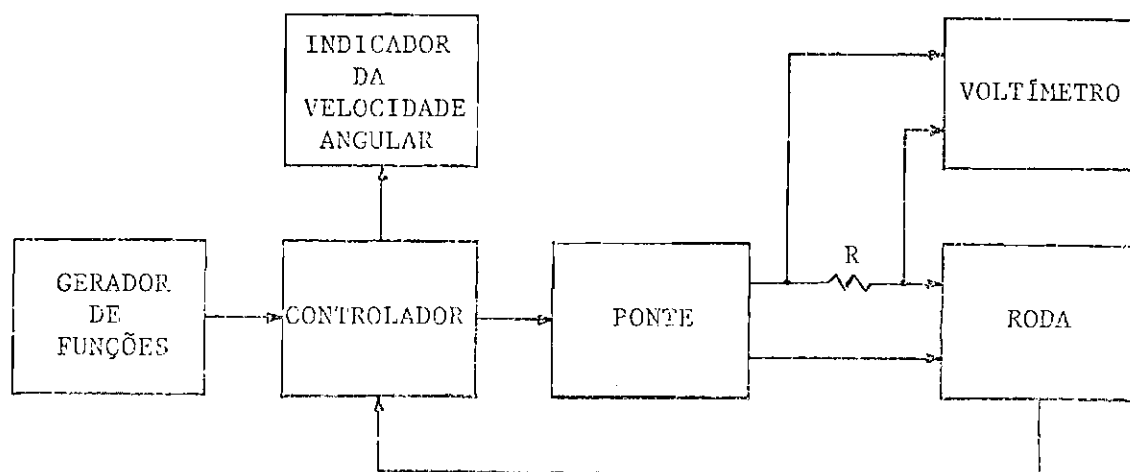 INDICADOR
DA
VELOCIDADE
ANGULAR
VOLTÍMETRO
GERADOR
DE
FUNÇÕES
CONTROLADOR
PONTE
R
RODA